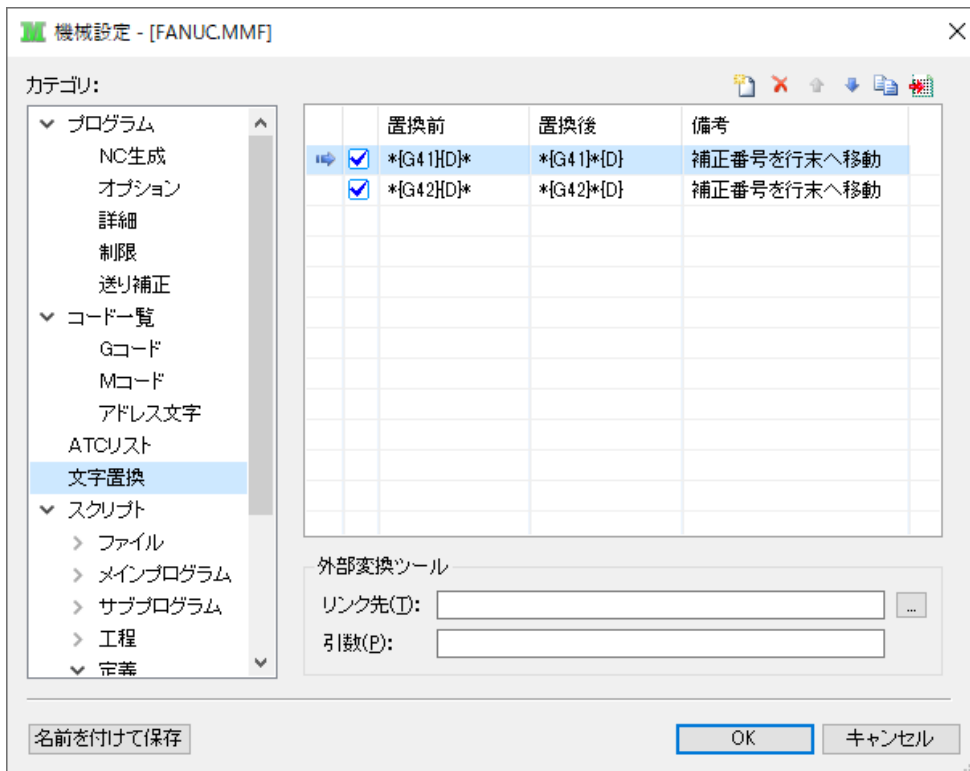 機械設定 - [FANUC.MMF]
カテゴリ:
プログラム
NC生成
オプション
詳細
制限
送り補正
コード一覧
Gコード
Mコード
アドレス文字
ATCリスト
文字置換
スクリプト
ファイル
メインプログラム
サブプログラム
工程
定義
置換前 置換後 備考
*{G41}{D}* *{G41}*{D} 補正番号を行末へ移動
*{G42}{D}* *{G42}*{D} 補正番号を行末へ移動
外部変換ツール
リンク先(T):
...
引数(P):
名前を付けて保存
OK
キャンセル